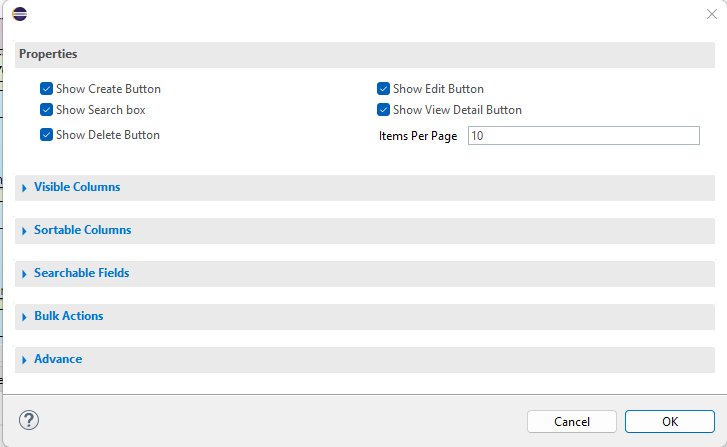 Properties
Show Create Button
Show Edit Button
Show Search box
Show View Detail Button
Show Delete Button
Items Per Page 10
Visible Columns
Sortable Columns
Searchable Fields
Bulk Actions
Advance
Cancel OK